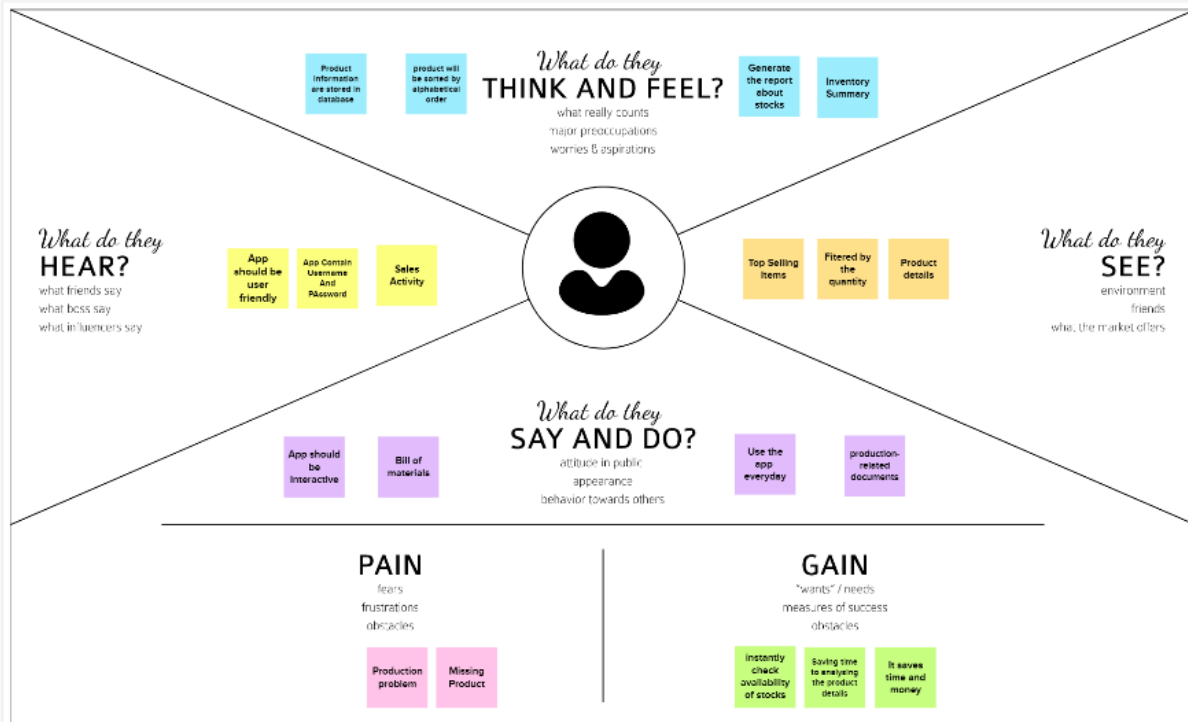 Product
Information
are stored in
database
product will
be sorted by
alphabetical
order
What do they
THINK AND FEEL?
what really counts
major preoccupations
worries & aspirations
Generate
the report
about
stocks
Inventory
Summary
What do they
HEAR?
what friends say
what boss say
what influencers say
App
should be
user
friendly
App Contain
Username
And
PAssword
Sales
Activity
Top Selling
Items
Fitered by
the
quantity
Product
details
What do they
SEE?
environment
friends
what the market offers
What do they
SAY AND DO?
attitude in public
appearance
behavior towards others
App should
be
Interactive
Bill of
materials
Use the
app
everyday
production-
related
documents
PAIN
fears
frustrations
obstacles
Production
problem
Missing
Product
GAIN
"wants" / needs
measures of success
obstacles
instantly
check
availability
of stocks
Saving time
to analysing
the product
details
It saves
time and
money